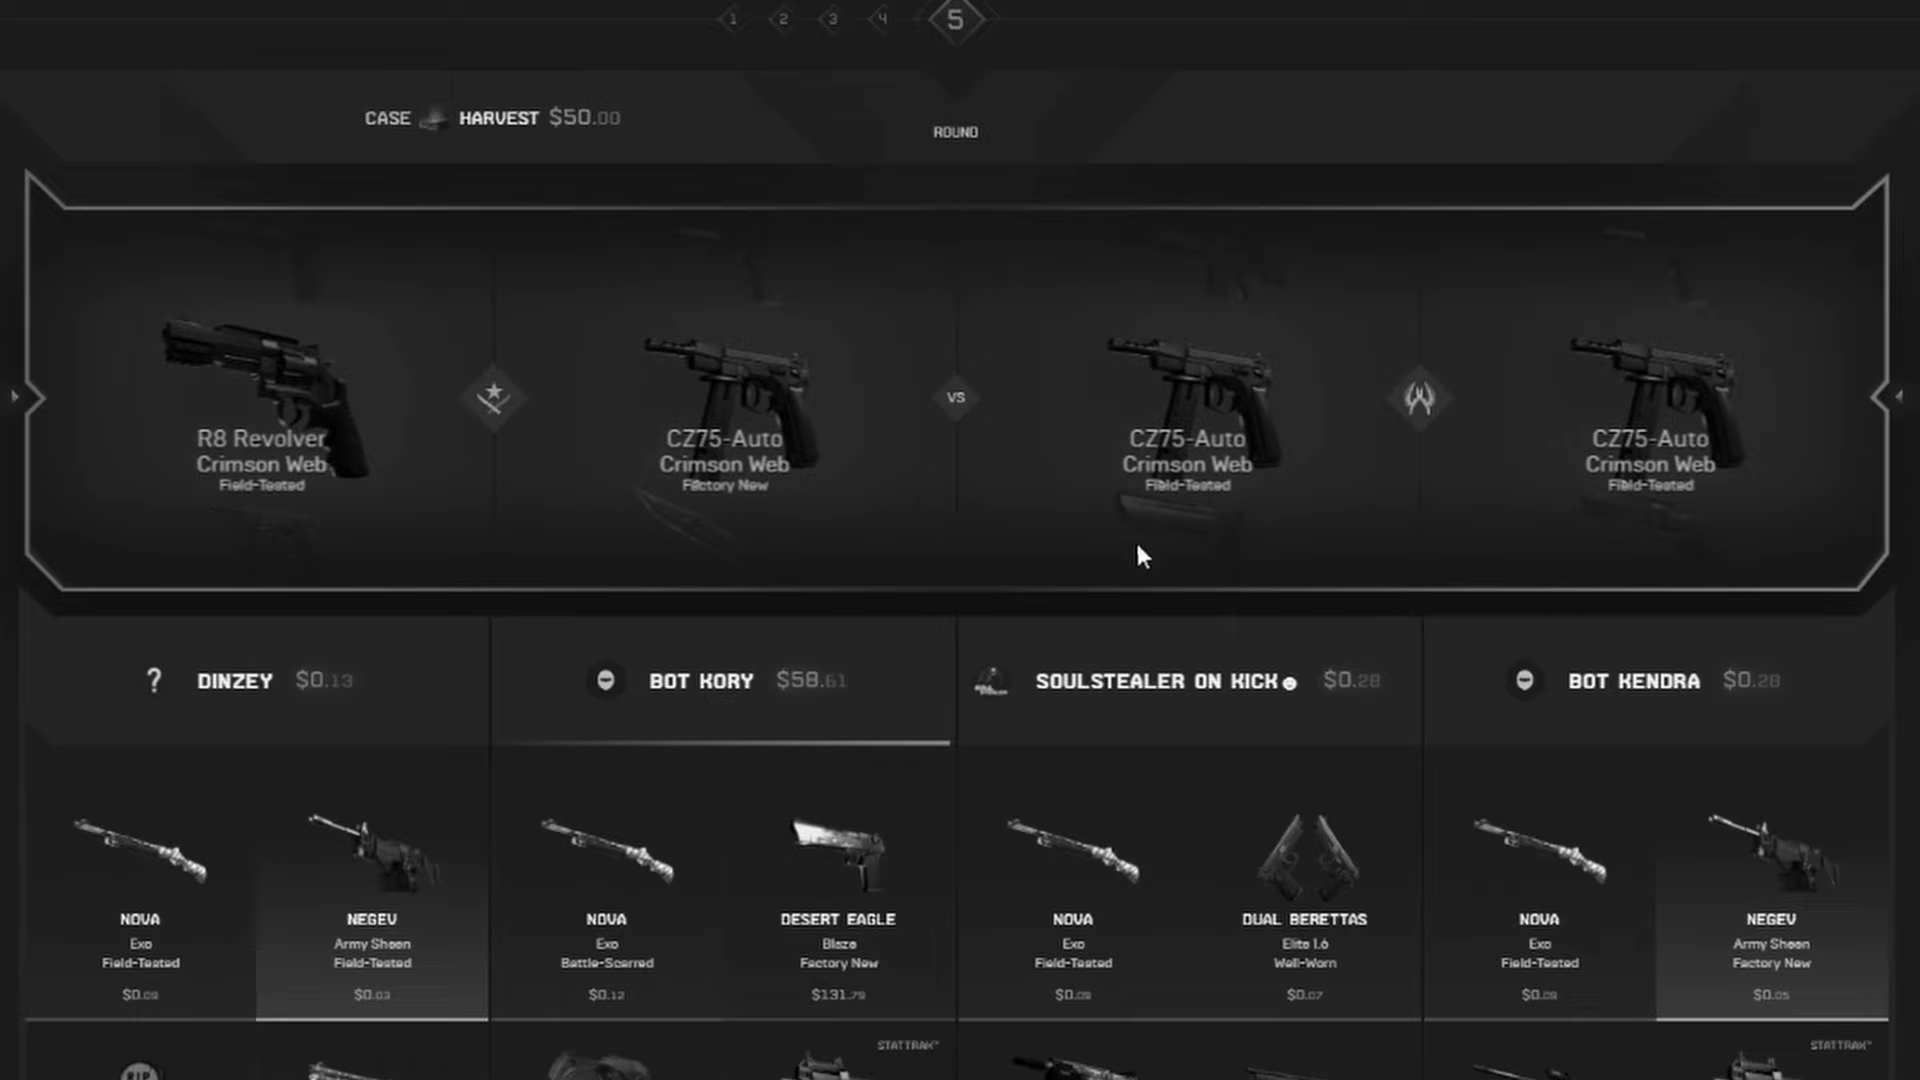 1 2 3 4 5
CASE HARVEST $50.00
ROUND
R8 Revolver
Crimson Web
Field-Tested
CZ75-Auto
Crimson Web
Factory New
VS
CZ75-Auto
Crimson Web
Field-Tested
CZ75-Auto
Crimson Web
Field-Tested
? DINZEY $0.13
BOT KORY $58.61
SOULSTEALER ON KICK $0.28
BOT KENDRA $0.28
NOVA
Exo
Field-Tested
$0.09
NEGEV
Army Sheen
Field-Tested
$0.03
NOVA
Exo
Battle-Scarred
$0.12
DESERT EAGLE
Blaze
Factory New
$131.79
NOVA
Exo
Field-Tested
$0.09
DUAL BERETTAS
Elite 1.6
Well-Worn
$0.07
NOVA
Exo
Field-Tested
$0.09
NEGEV
Army Sheen
Factory New
$0.05
STATTRAK™
STATTRAK™
RIP